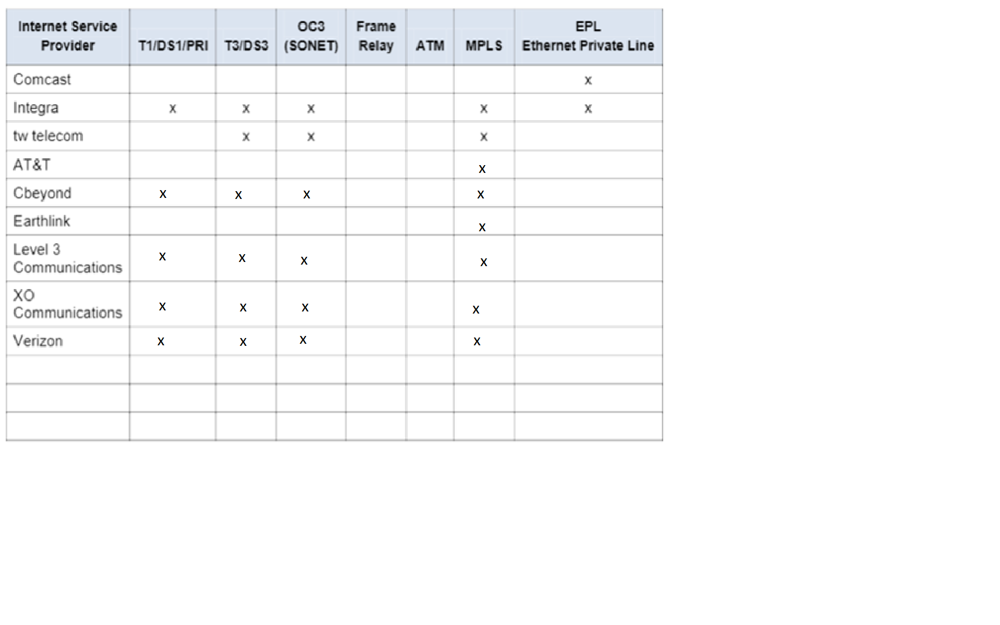 Internet Service Provider T1/DS1/PRI T3/DS3 OC3 (SONET) Frame Relay ATM MPLS EPL Ethernet Private Line
Comcast x
Integra x x x x x
tw telecom x x x
AT&T x
Cbeyond x x x x
Earthlink x
Level 3 Communications x x x x
XO Communications x x x x
Verizon x x x x